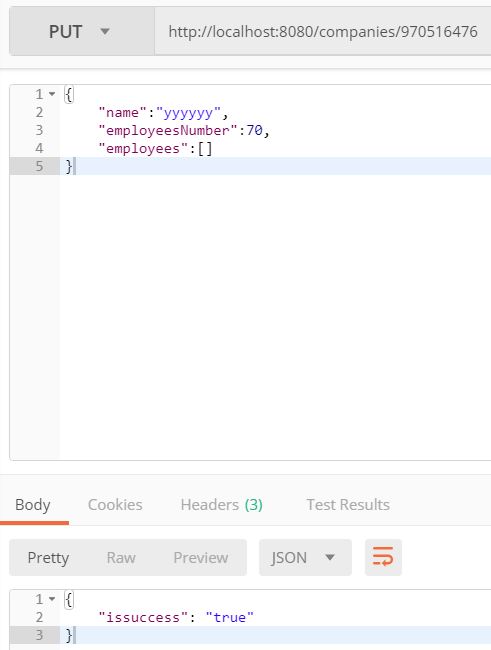 PUT http://localhost:8080/companies/970516476
1 {
2 "name":"yyyyyy",
3 "employeesNumber":70,
4 "employees":[]
5 }
Body Cookies Headers (3) Test Results
Pretty Raw Preview JSON
1 {
2 "issuccess": "true"
3 }